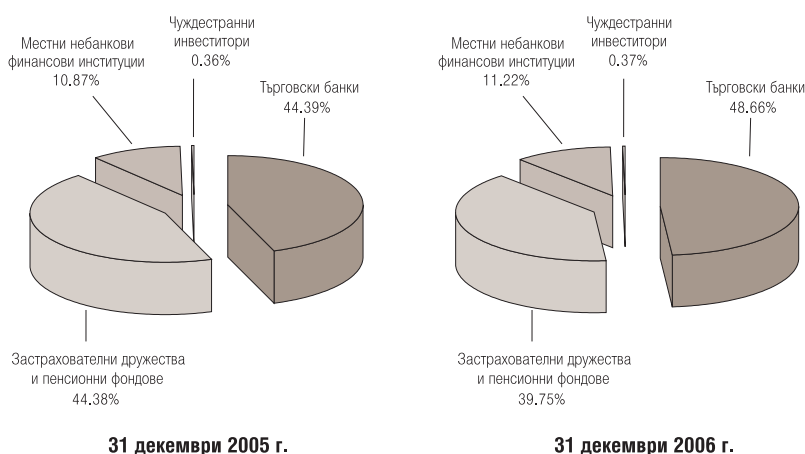 Чуждестранни
инвеститори
0.36%
Местни небанкови
финансови институции
10.87%
Търговски банки
44.39%
Застрахователни дружества
и пенсионни фондове
44.38%
31 декември 2005 г.
Чуждестранни
инвеститори
0.37%
Местни небанкови
финансови институции
11.22%
Търговски банки
48.66%
Застрахователни дружества
и пенсионни фондове
39.75%
31 декември 2006 г.